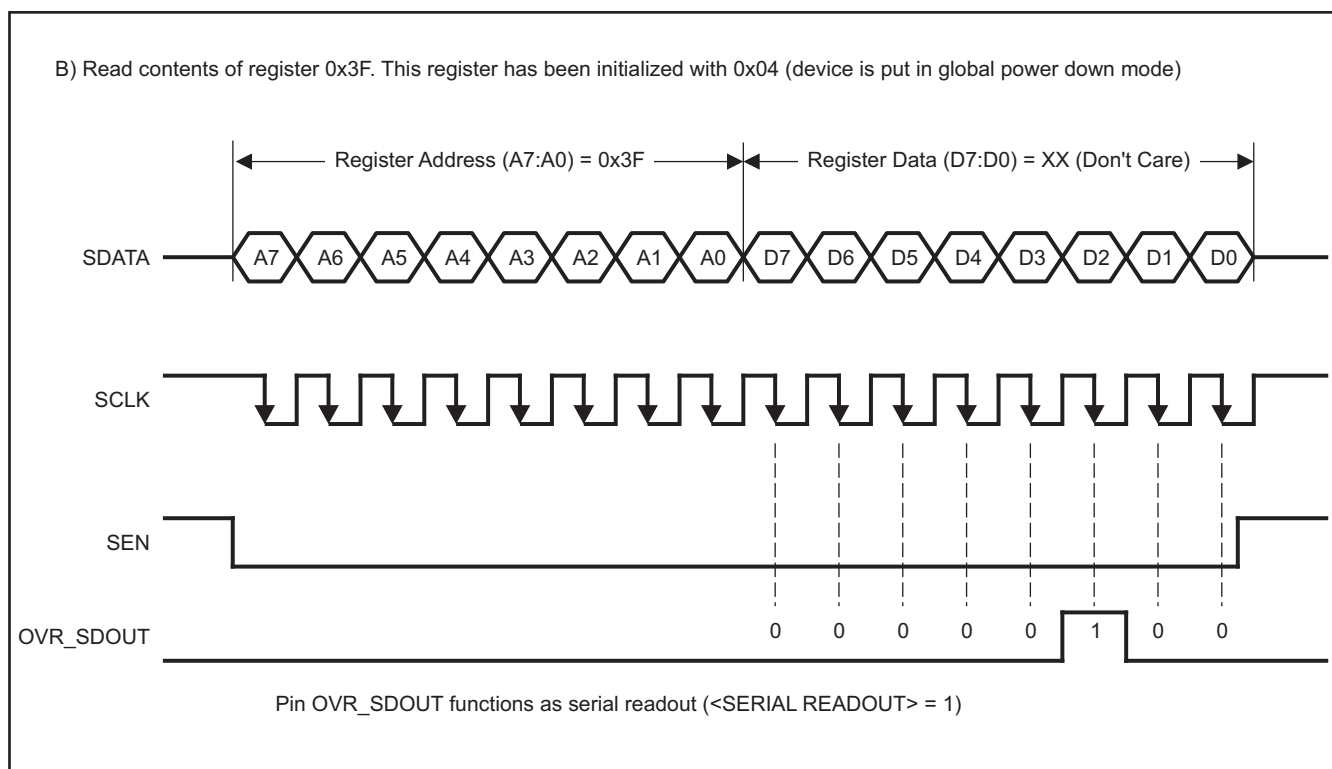 B) Read contents of register 0x3F. This register has been initialized with 0x04 (device is put in global power down mode)
Register Address (A7:A0) = 0x3F Register Data (D7:D0) = XX (Don't Care)
SDATA A7 A6 A5 A4 A3 A2 A1 A0 D7 D6 D5 D4 D3 D2 D1 D0
SCLK
SEN
OVR_SDOUT 0 0 0 0 0 1 0 0
Pin OVR_SDOUT functions as serial readout (<SERIAL READOUT> = 1)